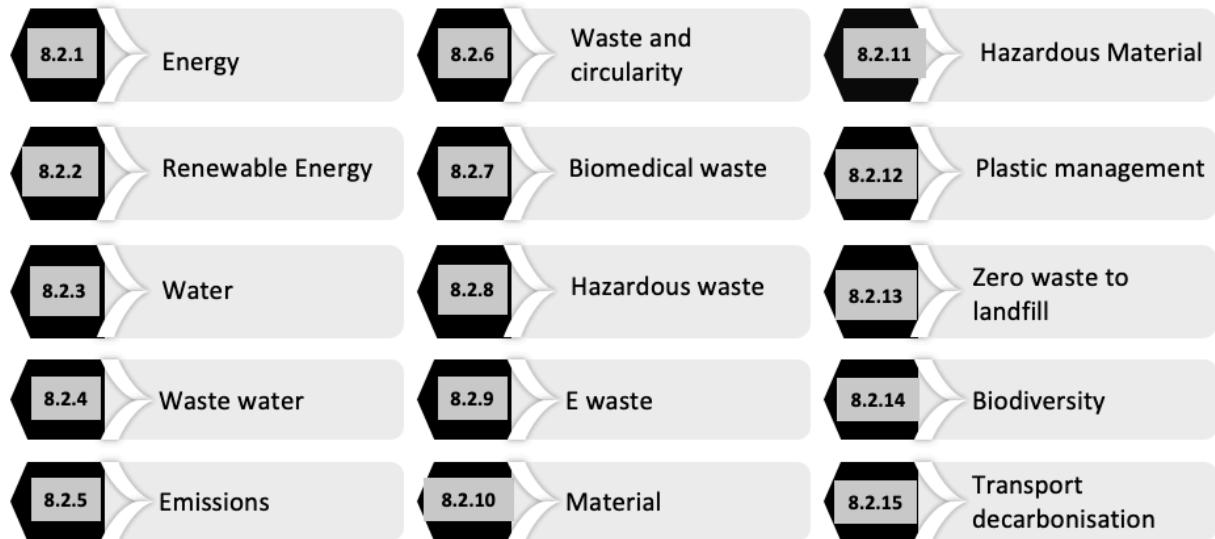 8.2.1
Energy
8.2.2
Renewable Energy
8.2.3
Water
8.2.4
Waste water
8.2.5
Emissions
8.2.6
Waste and
circularity
8.2.7
Biomedical waste
8.2.8
Hazardous waste
8.2.9
E waste
8.2.10
Material
8.2.11
Hazardous Material
8.2.12
Plastic management
8.2.13
Zero waste to
landfill
8.2.14
Biodiversity
8.2.15
Transport
decarbonisation